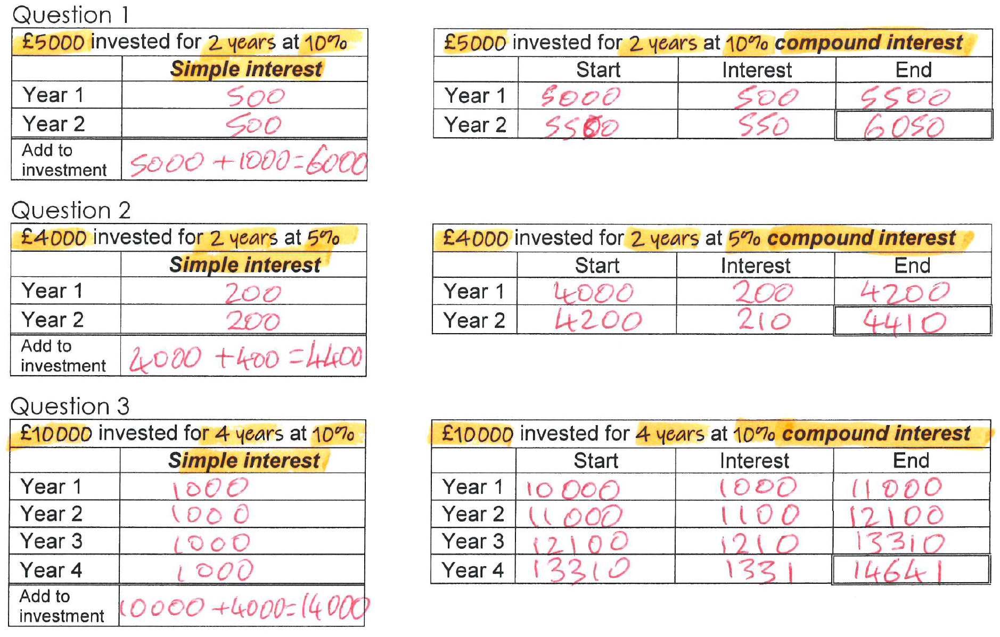 Question 1
£5000 invested for 2 years at 10%
Simple interest
Year 1 500
Year 2 500
Add to
investment 5000 + 1000 = 6000
£5000 invested for 2 years at 10% compound interest
Start Interest End
Year 1 5000 500 5500
Year 2 5500 550 6050
Question 2
£4000 invested for 2 years at 5%
Simple interest
Year 1 200
Year 2 200
Add to
investment 4000 + 400 = 4400
£4000 invested for 2 years at 5% compound interest
Start Interest End
Year 1 4000 200 4200
Year 2 4200 210 4410
Question 3
£10000 invested for 4 years at 10%
Simple interest
Year 1 1000
Year 2 1000
Year 3 1000
Year 4 1000
Add to
investment 10000 + 4000 = 14000
£10000 invested for 4 years at 10% compound interest
Start Interest End
Year 1 10000 1000 11000
Year 2 11000 1100 12100
Year 3 12100 1210 13310
Year 4 13310 1331 14641